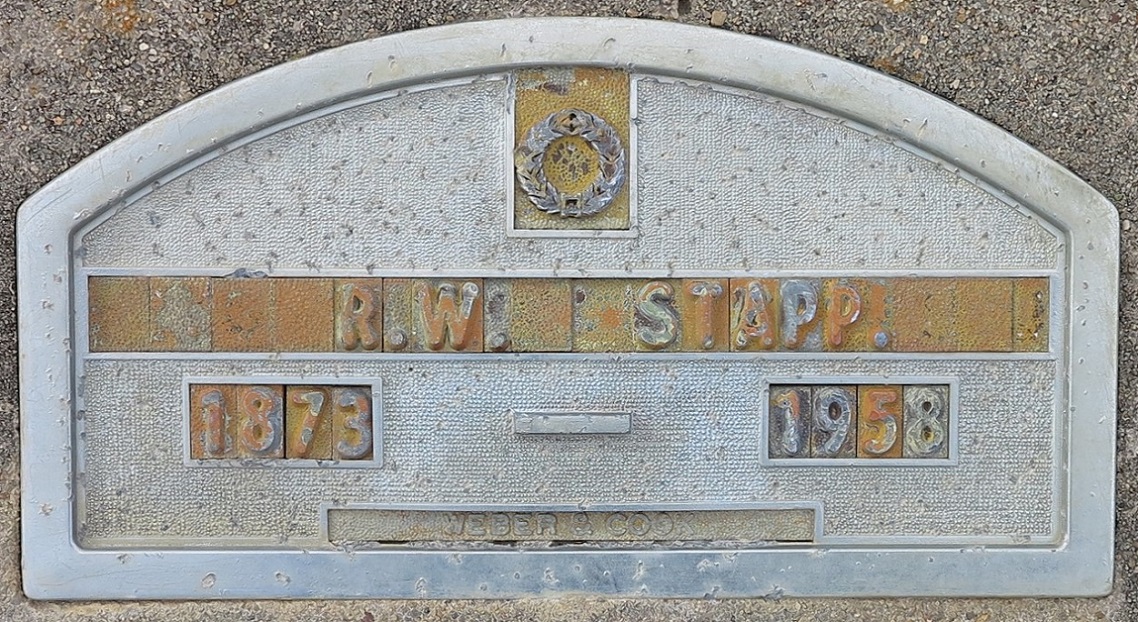 R.W. STAPP.
1873 1958
WEBER & COOK